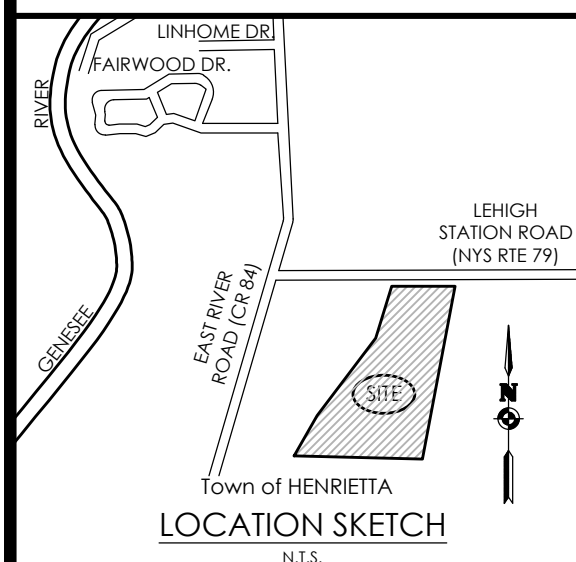 LINHOME DR.
FAIRWOOD DR.
RIVER
GENESEE
EAST RIVER
ROAD (CR 84)
LEHIGH
STATION ROAD
(NYS RTE 79)
SITE
N
Town of HENRIETTA
LOCATION SKETCH
N.T.S.